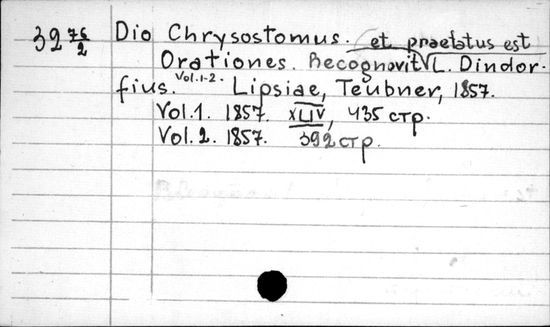 39 76/2 Dio Chrysostomus.
Orationes. Recognovit et praefatus est L. Dindor-
fius. Vol.1-2. Lipsiae, Teubner, 1857.
Vol.1. 1857. XLIV, 435 стр.
Vol.2. 1857. 392 стр.